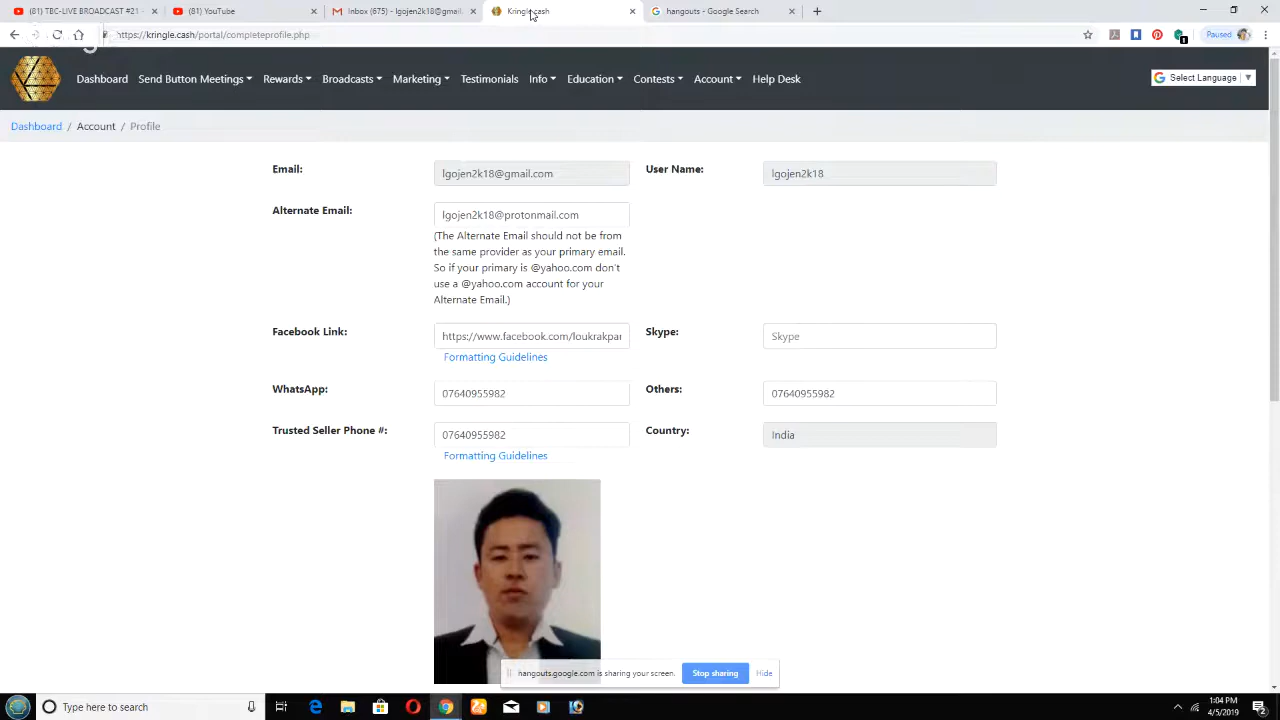 (81) TBC-LIVE BROADCAST #21 -
(81) YouTube
Inbox (675) - lgojen2k18@gmail.
Kringle.cash
hangouts - Google Search
https://kringle.cash/portal/completeprofile.php
Paused
1
Dashboard Send Button Meetings Rewards Broadcasts Marketing Testimonials Info Education Contests Account Help Desk
Select Language
Dashboard / Account / Profile
Email: lgojen2k18@gmail.com User Name: lgojen2k18
Alternate Email: lgojen2k18@protonmail.com
(The Alternate Email should not be from
the same provider as your primary email.
So if your primary is @yahoo.com don't
use a @yahoo.com account for your
Alternate Email.)
Facebook Link: https://www.facebook.com/loukrakpar Skype: Skype
Formatting Guidelines
WhatsApp: 07640955982 Others: 07640955982
Trusted Seller Phone #: 07640955982 Country: India
Formatting Guidelines
hangouts.google.com is sharing your screen. Stop sharing Hide
Type here to search
1:04 PM
4/5/2019
2